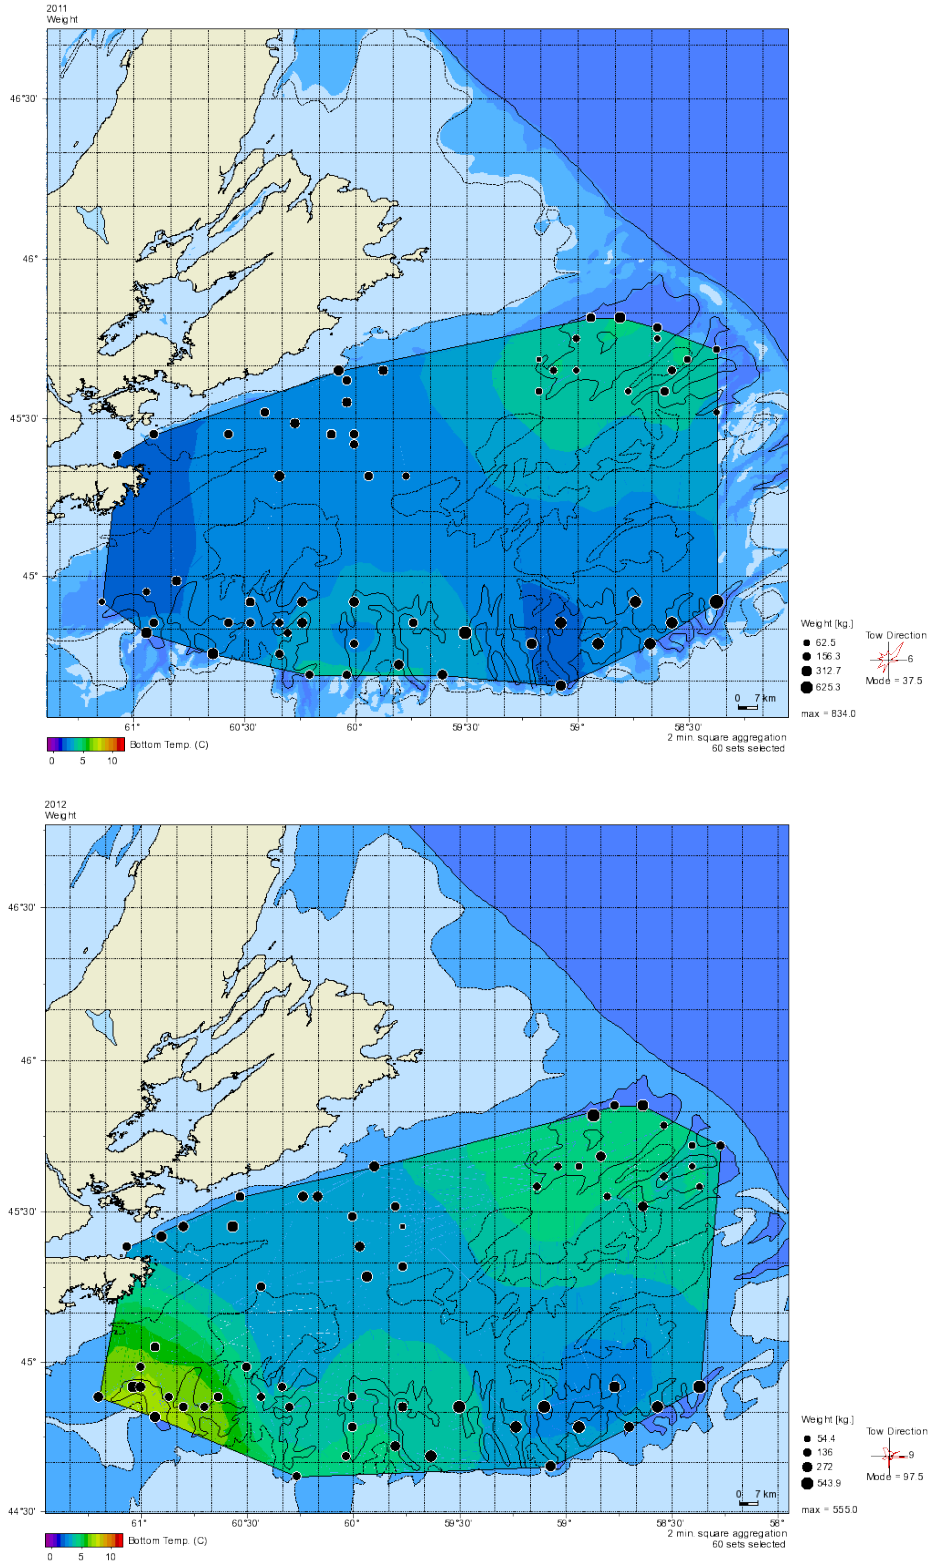 2011
Weight
46°30'
46°
45°30'
45°
61°
60°30'
60°
59°30'
59°
58°30'
0 7 km
Weight [kg.]
62.5
156.3
312.7
625.3
max = 834.0
Tow Direction
6
Mode = 37.5
0 5 10
Bottom Temp. (C)
2 min. square aggregation
60 sets selected
2012
Weight
46°30'
46°
45°30'
45°
44°30'
61°
60°30'
60°
59°30'
59°
58°30'
58°
0 7 km
Weight [kg.]
54.4
136
272
543.9
max = 555.0
Tow Direction
9
Mode = 97.5
0 5 10
Bottom Temp. (C)
2 min. square aggregation
60 sets selected